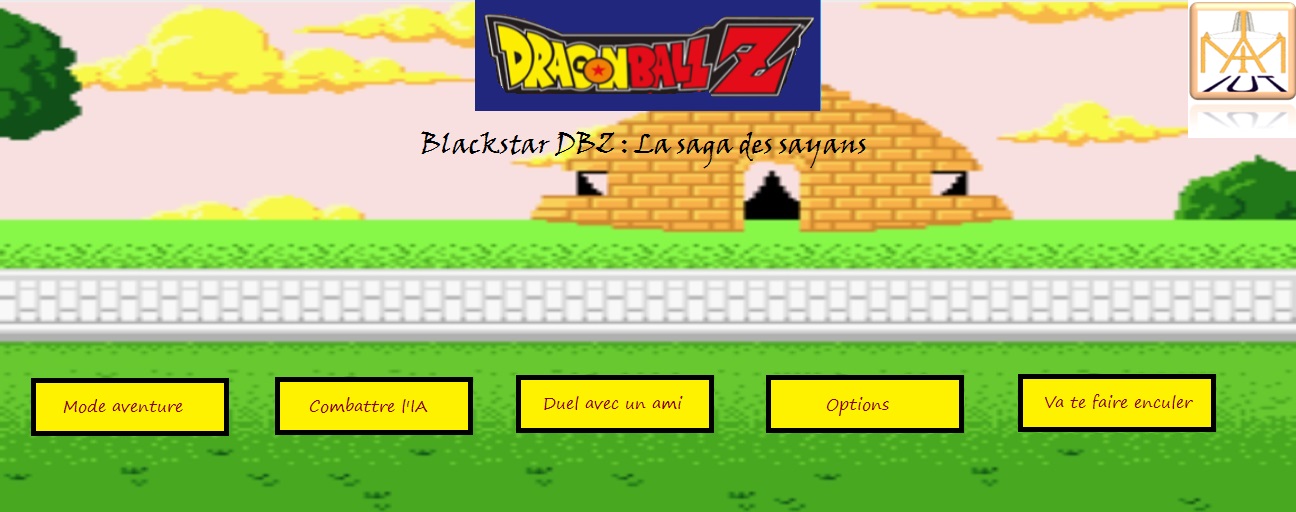 DRAGON BALL Z
IUT
Blackstar DBZ : La saga des sayans
Mode aventure
Combattre l'IA
Duel avec un ami
Options
Va te faire enculer